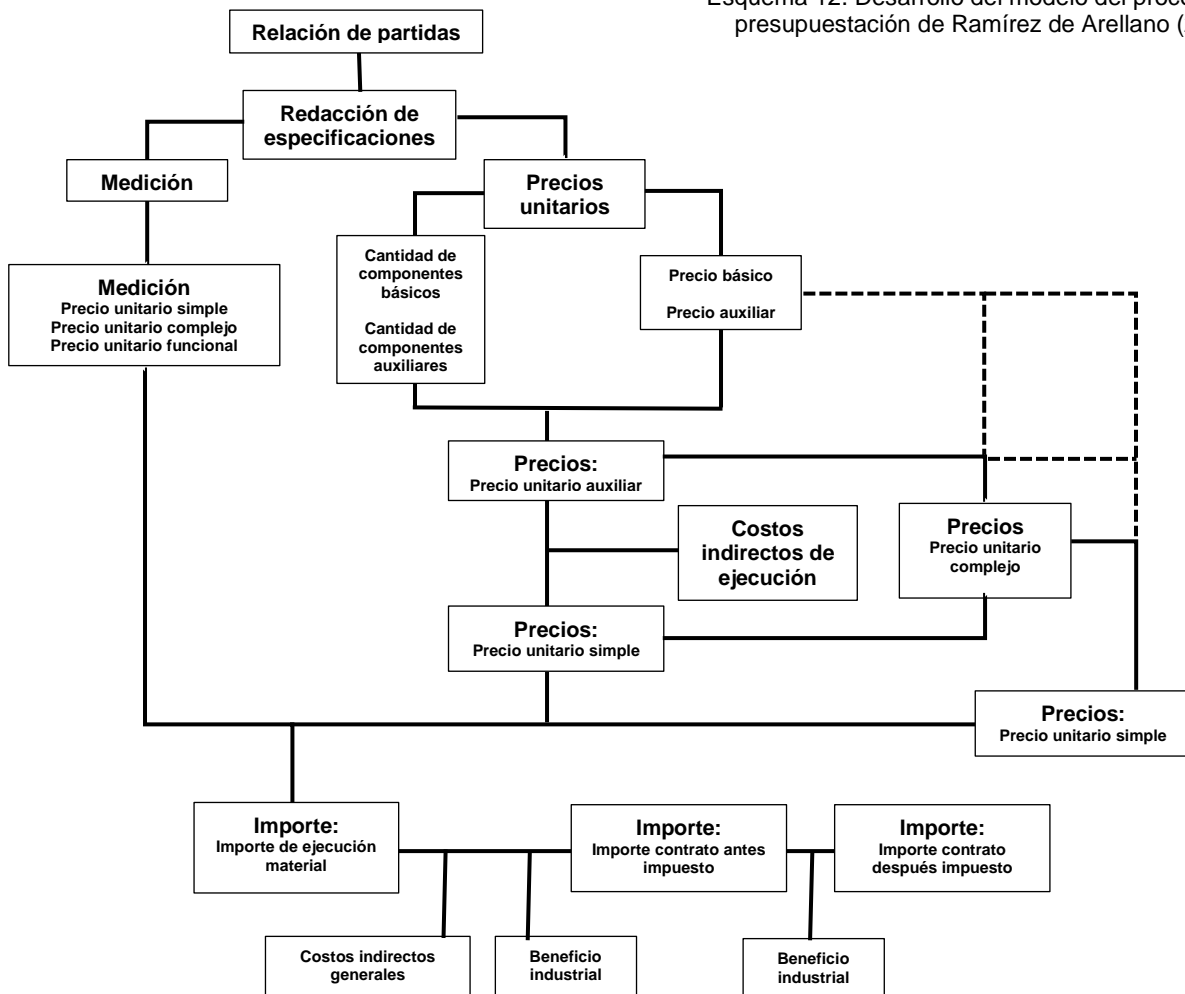 Esquema 12. Desarrollo del modelo del
presupuestación de Ramírez de Arellano
Relación de partidas
Redacción de
especificaciones
Medición
Precios
unitarios
Cantidad de
componentes
básicos
Cantidad de
componentes
auxiliares
Precio básico
Precio auxiliar
Medición
Precio unitario simple
Precio unitario complejo
Precio unitario funcional
Precios:
Precio unitario auxiliar
Costos
indirectos de
ejecución
Precios
Precio unitario
complejo
Precios:
Precio unitario simple
Precios:
Precio unitario simple
Importe:
Importe de ejecución
material
Importe:
Importe contrato antes
impuesto
Importe:
Importe contrato
después impuesto
Costos indirectos
generales
Beneficio
industrial
Beneficio
industrial